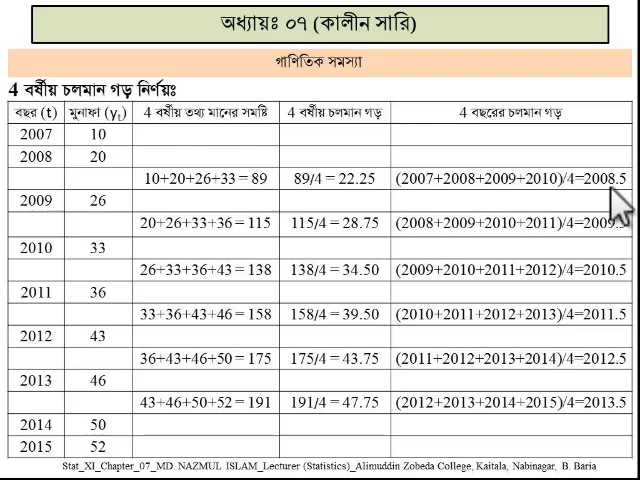 অধ্যায়ঃ ০৭ (কালীন সারি)
গাণিতিক সমস্যা
4 বর্ষীয় চলমান গড় নির্ণয়ঃ
বছর (t) মুনাফা (yt) 4 বর্ষীয় তথ্য মানের সমষ্টি 4 বর্ষীয় চলমান গড় 4 বছরের চলমান গড়
2007 10
2008 20
10+20+26+33 = 89 89/4 = 22.25 (2007+2008+2009+2010)/4=2008.5
2009 26
20+26+33+36 = 115 115/4 = 28.75 (2008+2009+2010+2011)/4=2009.5
2010 33
26+33+36+43 = 138 138/4 = 34.50 (2009+2010+2011+2012)/4=2010.5
2011 36
33+36+43+46 = 158 158/4 = 39.50 (2010+2011+2012+2013)/4=2011.5
2012 43
36+43+46+50 = 175 175/4 = 43.75 (2011+2012+2013+2014)/4=2012.5
2013 46
43+46+50+52 = 191 191/4 = 47.75 (2012+2013+2014+2015)/4=2013.5
2014 50
2015 52
Stat_XI_Chapter_07_MD. NAZMUL ISLAM_Lecturer (Statistics)_Alimuddin Zobeda College, Kaitala, Nabinagar, B. Baria